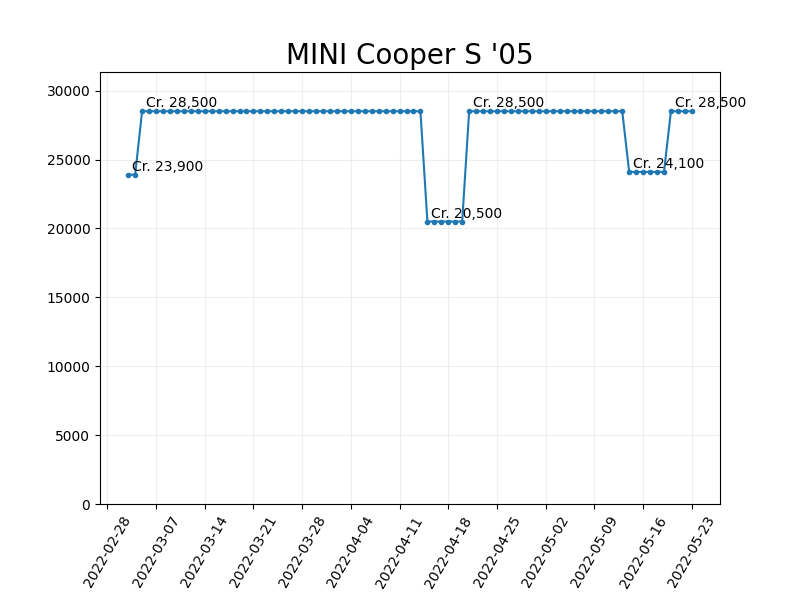 MINI Cooper S '05
30000
25000
20000
15000
10000
5000
0
Cr. 23,900
Cr. 28,500
Cr. 20,500
Cr. 28,500
Cr. 24,100
Cr. 28,500
2022-02-28
2022-03-07
2022-03-14
2022-03-21
2022-03-28
2022-04-04
2022-04-11
2022-04-18
2022-04-25
2022-05-02
2022-05-09
2022-05-16
2022-05-23